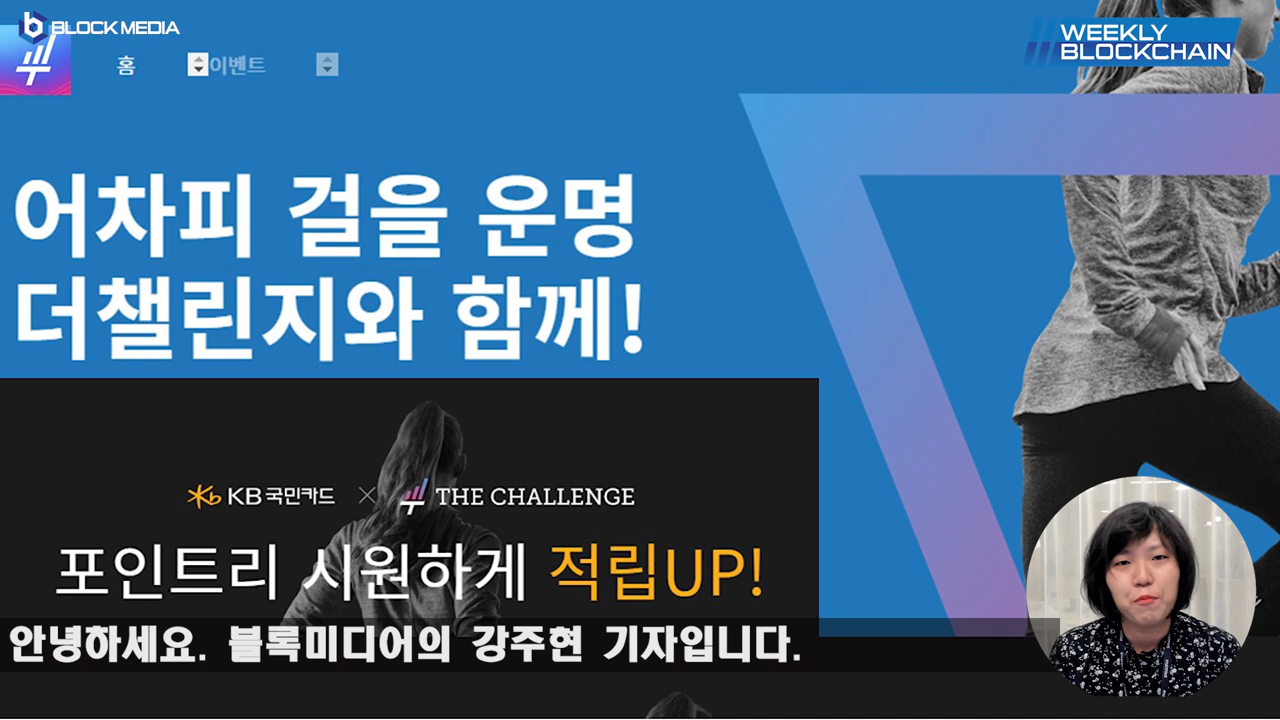 BLOCK MEDIA
WEEKLY
BLOCKCHAIN
홈
이벤트
어차피 걸을 운명
더챌린지와 함께!
KB국민카드 × THE CHALLENGE
포인트리 시원하게 적립UP!
안녕하세요. 블록미디어의 강주현 기자입니다.